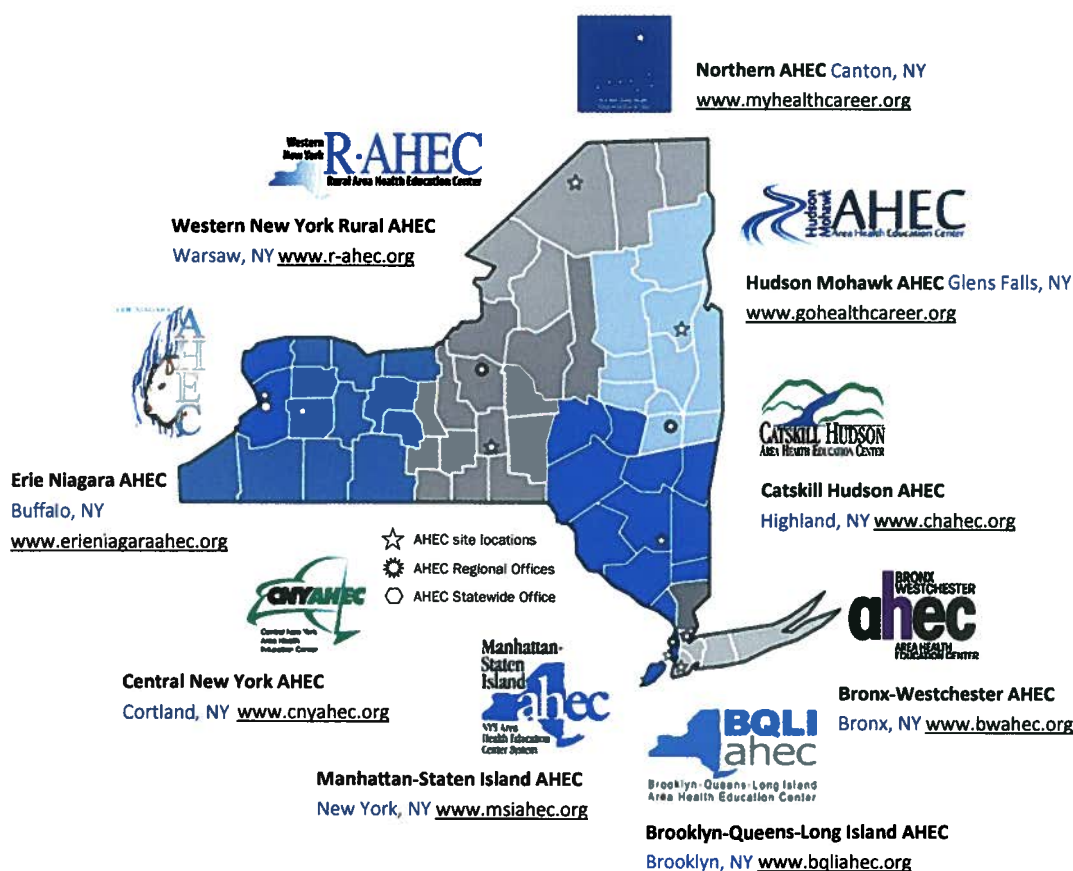 Northern AHEC Canton, NY
www.myhealthcareer.org
Western
New York
R·AHEC
Rural Area Health Education Center
Western New York Rural AHEC
Warsaw, NY www.r-ahec.org
Hudson
Mohawk
AHEC
Area Health Education Center
Hudson Mohawk AHEC Glens Falls, NY
www.gohealthcareer.org
AHEC
Erie Niagara AHEC
Buffalo, NY
www.erieniagaraahec.org
CATSKILL HUDSON
AREA HEALTH EDUCATION CENTER
Catskill Hudson AHEC
Highland, NY www.chahec.org
AHEC site locations
AHEC Regional Offices
AHEC Statewide Office
CNYAHEC
Central New York
Area Health
Education Center
Central New York AHEC
Cortland, NY www.cnyahec.org
Manhattan-
Staten
Island
ahec
NYS Area
Health Education
Center System
Manhattan-Staten Island AHEC
New York, NY www.msiahec.org
BRONX
WESTCHESTER
ahec
AREA HEALTH
EDUCATION CENTER
Bronx-Westchester AHEC
Bronx, NY www.bwahec.org
BQLI
ahec
Brooklyn-Queens-Long Island
Area Health Education Center
Brooklyn-Queens-Long Island AHEC
Brooklyn, NY www.bqliahec.org